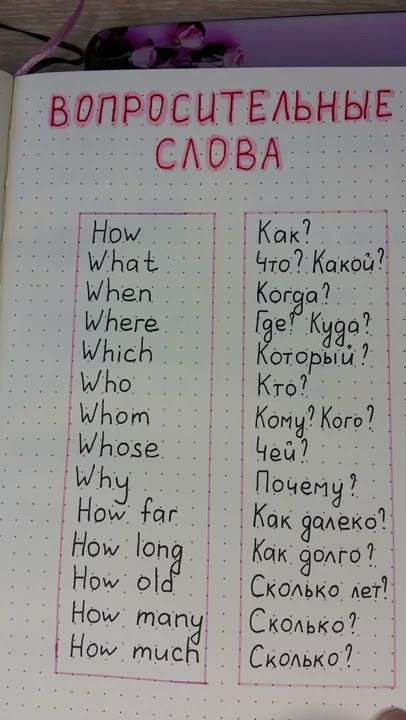 ВОПРОСИТЕЛЬНЫЕ
СЛОВА
How Как?
What Что? Какой?
When Когда?
Where Где? Куда?
Which Который?
Who Кто?
Whom Кому? Кого?
Whose Чей?
Why Почему?
How far Как далеко?
How long Как долго?
How old Сколько лет?
How many Сколько?
How much Сколько?